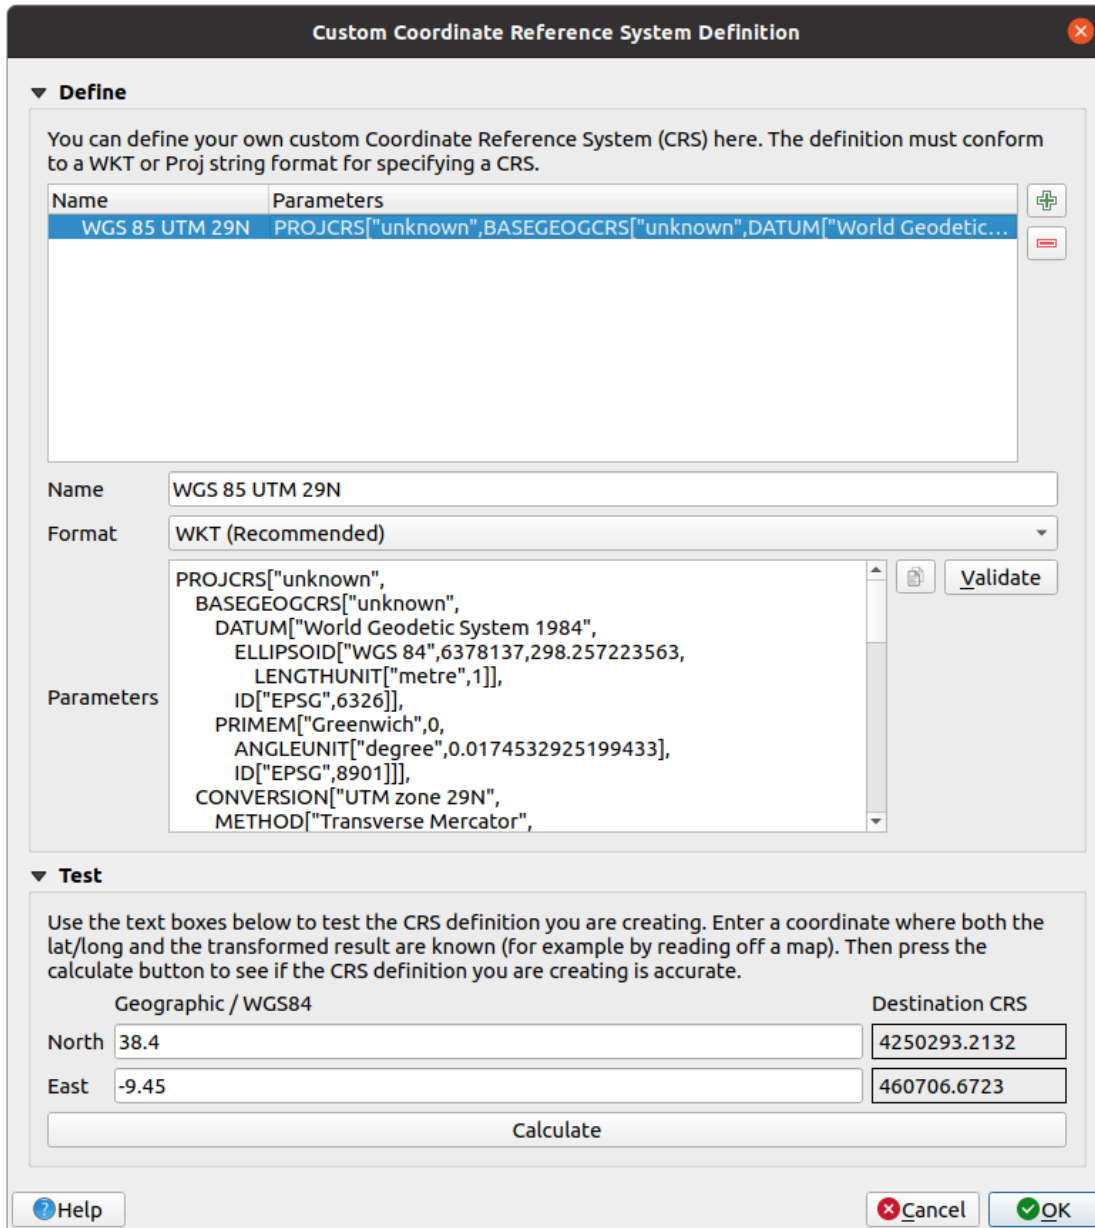 Custom Coordinate Reference System Definition
Define
You can define your own custom Coordinate Reference System (CRS) here. The definition must conform
to a WKT or Proj string format for specifying a CRS.
Name Parameters
WGS 85 UTM 29N PROJCRS["unknown",BASEGEOGCRS["unknown",DATUM["World Geodetic...
Name WGS 85 UTM 29N
Format WKT (Recommended)
Validate
Parameters
PROJCRS["unknown",
BASEGEOGCRS["unknown",
DATUM["World Geodetic System 1984",
ELLIPSOID["WGS 84",6378137,298.257223563,
LENGTHUNIT["metre",1]],
ID["EPSG",6326]],
PRIMEM["Greenwich",0,
ANGLEUNIT["degree",0.0174532925199433],
ID["EPSG",8901]]],
CONVERSION["UTM zone 29N",
METHOD["Transverse Mercator",
Test
Use the text boxes below to test the CRS definition you are creating. Enter a coordinate where both the
lat/long and the transformed result are known (for example by reading off a map). Then press the
calculate button to see if the CRS definition you are creating is accurate.
Geographic / WGS84 Destination CRS
North 38.4 4250293.2132
East -9.45 460706.6723
Calculate
Help Cancel OK